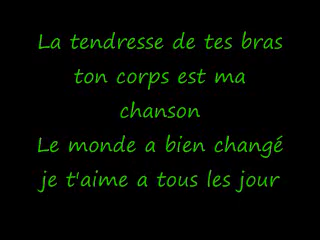 La tendresse de tes bras
ton corps est ma
chanson
Le monde a bien changé
je t'aime a tous les jour